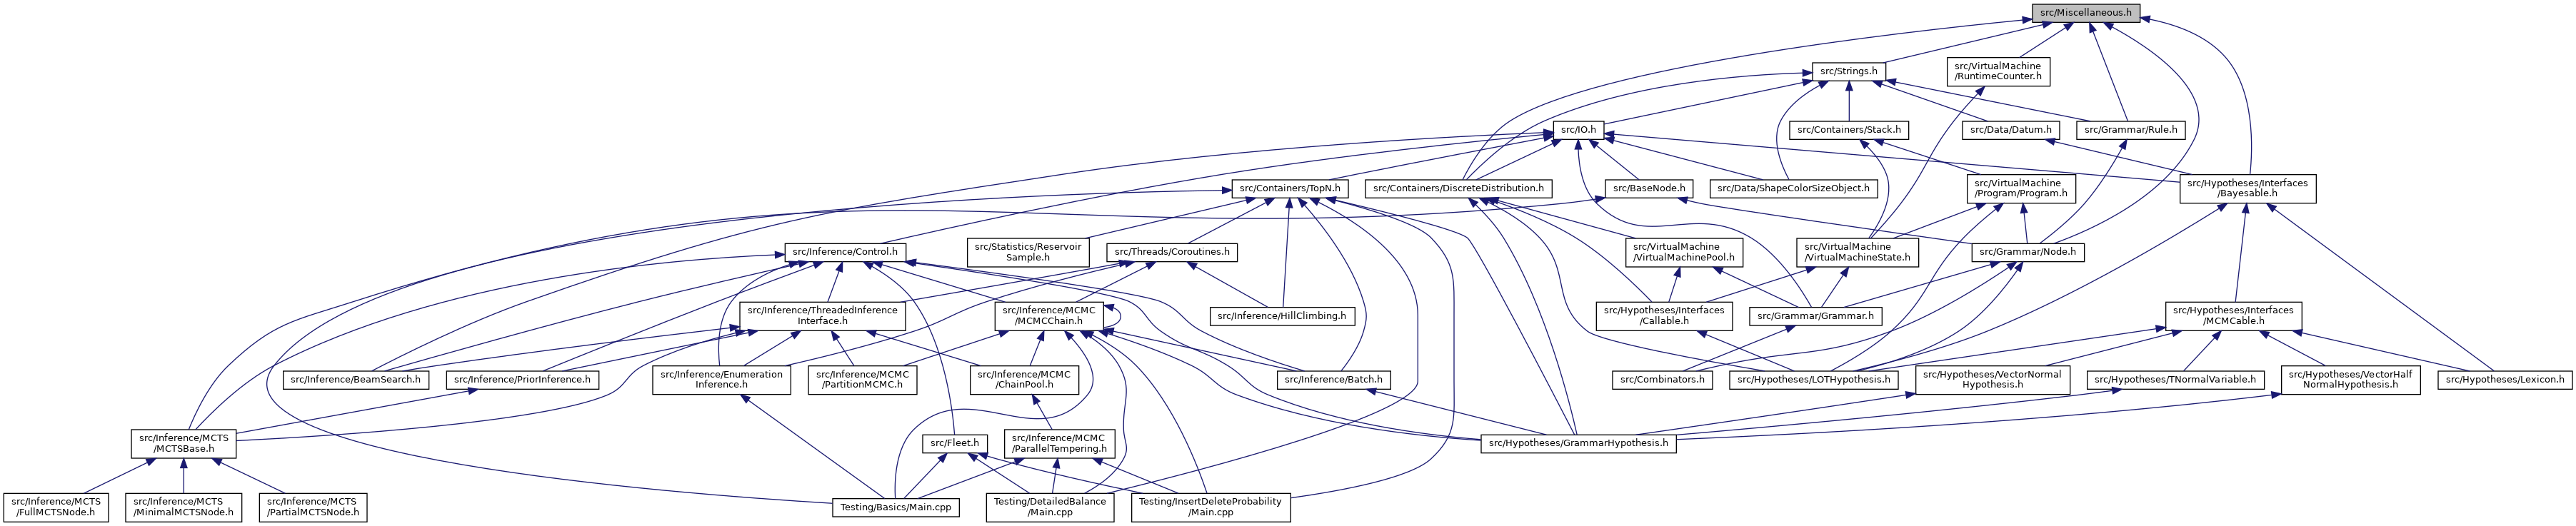 src/Miscellaneous.h
src/Strings.h
src/VirtualMachine
/RuntimeCounter.h
src/IO.h
src/Containers/Stack.h
src/Data/Datum.h
src/Grammar/Rule.h
src/Containers/TopN.h
src/Containers/DiscreteDistribution.h
src/BaseNode.h
src/Data/ShapeColorSizeObject.h
src/VirtualMachine
/Program/Program.h
src/Hypotheses/Interfaces
/Bayesable.h
src/Inference/Control.h
src/Statistics/Reservoir
Sample.h
src/Threads/Coroutines.h
src/VirtualMachine
/VirtualMachinePool.h
src/VirtualMachine
/VirtualMachineState.h
src/Grammar/Node.h
src/Inference/ThreadedInference
Interface.h
src/Inference/MCMC
/MCMCChain.h
src/Inference/HillClimbing.h
src/Hypotheses/Interfaces
/Callable.h
src/Grammar/Grammar.h
src/Hypotheses/Interfaces
/MCMCable.h
src/Inference/BeamSearch.h
src/Inference/PriorInference.h
src/Inference/Enumeration
Inference.h
src/Inference/MCMC
/PartitionMCMC.h
src/Inference/MCMC
/ChainPool.h
src/Inference/Batch.h
src/Combinators.h
src/Hypotheses/LOTHypothesis.h
src/Hypotheses/VectorNormal
Hypothesis.h
src/Hypotheses/TNormalVariable.h
src/Hypotheses/VectorHalf
NormalHypothesis.h
src/Hypotheses/Lexicon.h
src/Inference/MCTS
/MCTSBase.h
src/Fleet.h
src/Inference/MCMC
/ParallelTempering.h
src/Hypotheses/GrammarHypothesis.h
src/Inference/MCTS
/FullMCTSNode.h
src/Inference/MCTS
/MinimalMCTSNode.h
src/Inference/MCTS
/PartialMCTSNode.h
Testing/Basics/Main.cpp
Testing/DetailedBalance
/Main.cpp
Testing/InsertDeleteProbability
/Main.cpp